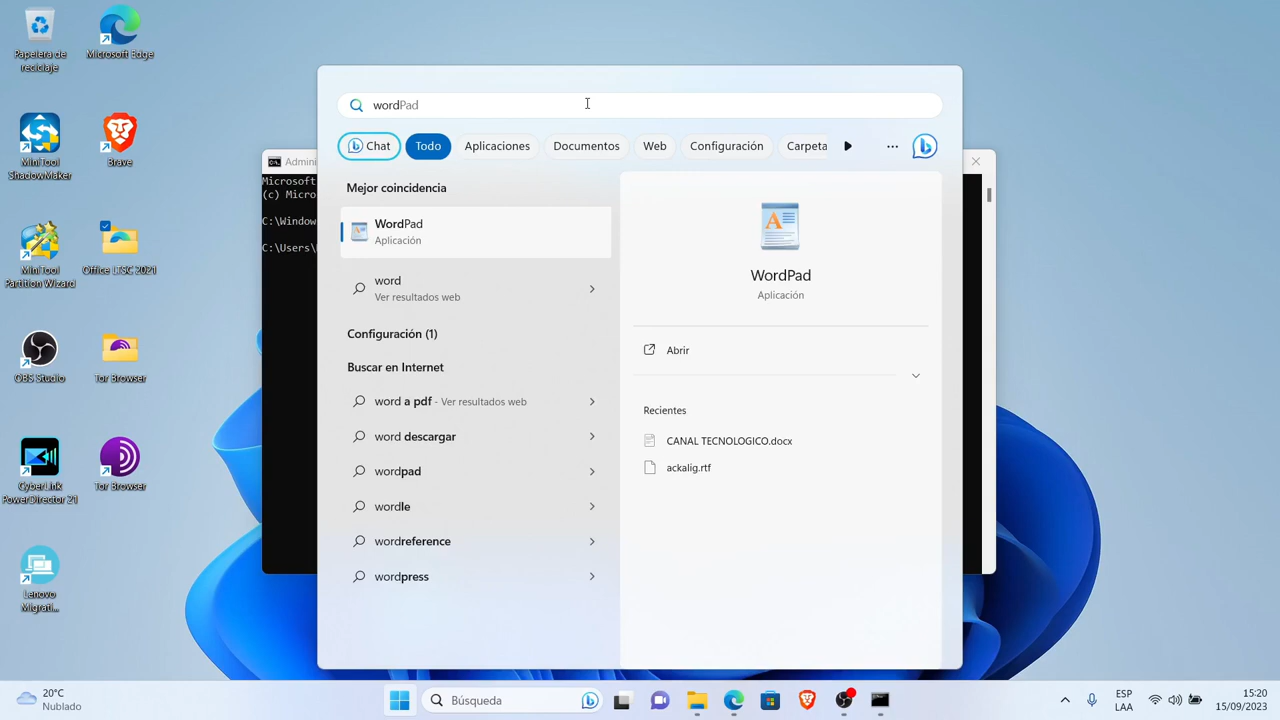 Papelera de
reciclaje
Microsoft Edge
MiniTool
ShadowMaker
Brave
MiniTool
Partition Wizard
Office LTSC 2021
OBS Studio
Tor Browser
CyberLink
PowerDirector 21
Tor Browser
Lenovo
Migrati...
Admini
Microsoft
(c) Micro
C:\Window
C:\Users\
wordPad
Chat
Todo
Aplicaciones
Documentos
Web
Configuración
Carpeta
Mejor coincidencia
WordPad
Aplicación
word
Ver resultados web
Configuración (1)
Buscar en Internet
word a pdf - Ver resultados web
word descargar
wordpad
wordle
wordreference
wordpress
WordPad
Aplicación
Abrir
Recientes
CANAL TECNOLOGICO.docx
ackalig.rtf
20°C
Nublado
Búsqueda
ESP
LAA
15:20
15/09/2023